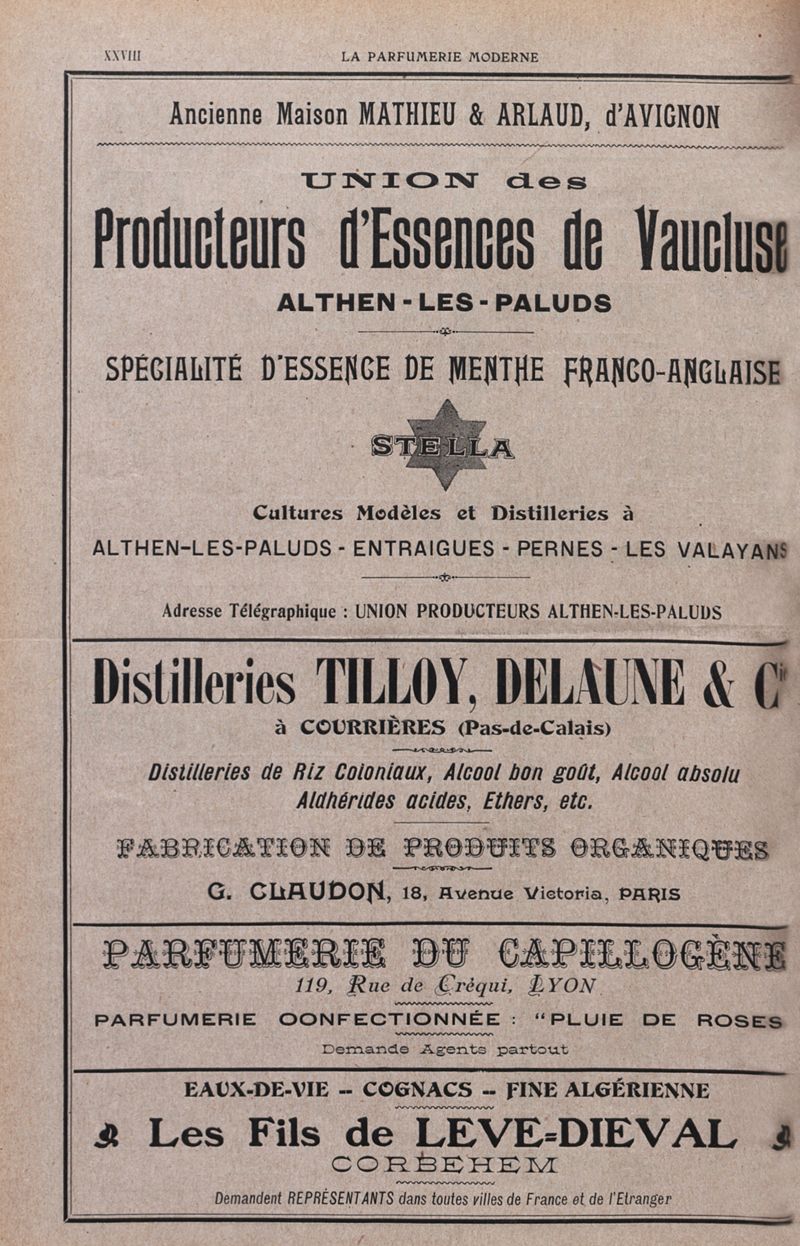 XXVIII
LA PARFUMERIE MODERNE
Ancienne Maison MATHIEU & ARLAUD, d'AVIGNON
UNION des
Producteurs d'Essences de Vaucluse
ALTHEN-LES-PALUDS
SPÉCIALITÉ D'ESSENCE DE MENTHE FRANCO-ANGLAISE
STELLA
Cultures Modèles et Distilleries à
ALTHEN-LES-PALUDS - ENTRAIGUES - PERNES - LES VALAYANS
Adresse Télégraphique : UNION PRODUCTEURS ALTHEN-LES-PALUDS
Distilleries TILLOY, DELAUNE & Cie
à COURRIÈRES (Pas-de-Calais)
Distilleries de Riz Coloniaux, Alcool bon goût, Alcool absolu
Aldhérides acides, Ethers, etc.
FABRICATION DE PRODUITS ORGANIQUES
G. CLAUDON, 18, Avenue Victoria, PARIS
PARFUMERIE DU CAPILLOGÈNE
119, Rue de Créqui, LYON
PARFUMERIE OONFECTIONNÉE : "PLUIE DE ROSES
Demande Agents partout
EAUX-DE-VIE -- COGNACS -- FINE ALGÉRIENNE
Les Fils de LEVE-DIEVAL
CORBEHEM
Demandent REPRÉSENTANTS dans toutes villes de France et de l'Etranger